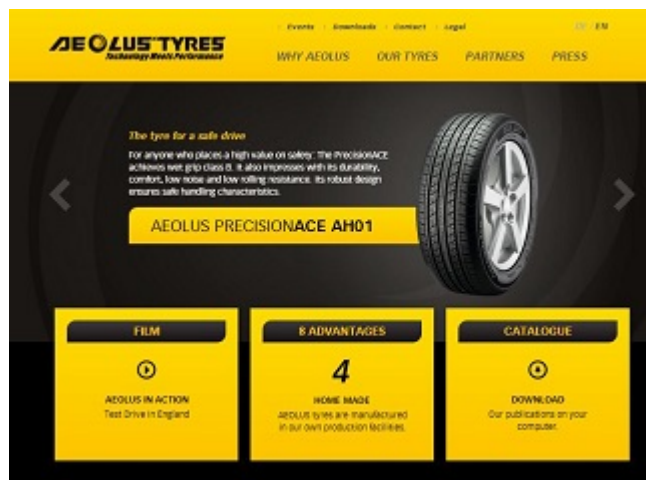 Events Downloads Contact Legal
EN
AEOLUS TYRES
Technology Meets Performance
WHY AEOLUS OUR TYRES PARTNERS PRESS
The tyre for a safe drive
For anyone who places a high value on safety: The PrecisionACE
achieves wet grip class B. It also impresses with its durability,
comfort, low noise and low rolling resistance. Its robust design
ensures safe handling characteristics.
AEOLUS PRECISIONACE AH01
FILM
AEOLUS IN ACTION
Test Drive in England
8 ADVANTAGES
4
HOME MADE
AEOLUS tyres are manufactured
in our own production facilities.
CATALOGUE
DOWNLOAD
Our publications on your
computer.